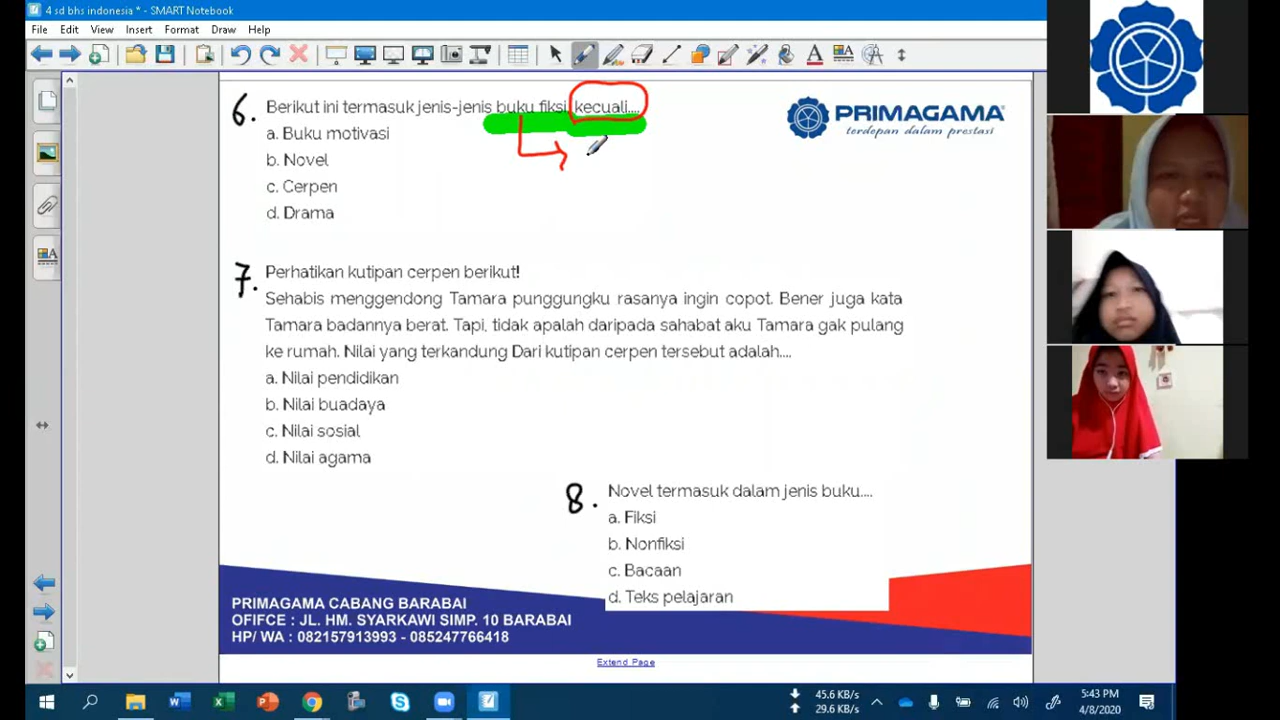 4 sd bhs indonesia * - SMART Notebook
File Edit View Insert Format Draw Help
6. Berikut ini termasuk jenis-jenis buku fiksi, kecuali....
a. Buku motivasi
b. Novel
c. Cerpen
d. Drama
PRIMAGAMA
terdepan dalam prestasi
7. Perhatikan kutipan cerpen berikut!
Sehabis menggendong Tamara punggungku rasanya ingin copot. Bener juga kata
Tamara badannya berat. Tapi, tidak apalah daripada sahabat aku Tamara gak pulang
ke rumah. Nilai yang terkandung Dari kutipan cerpen tersebut adalah....
a. Nilai pendidikan
b. Nilai buadaya
c. Nilai sosial
d. Nilai agama
8. Novel termasuk dalam jenis buku....
a. Fiksi
b. Nonfiksi
c. Bacaan
d. Teks pelajaran
PRIMAGAMA CABANG BARABAI
OFIFCE : JL. HM. SYARKAWI SIMP. 10 BARABAI
HP/ WA : 082157913993 - 085247766418
Extend Page
45.6 KB/s
29.6 KB/s
5:43 PM
4/8/2020